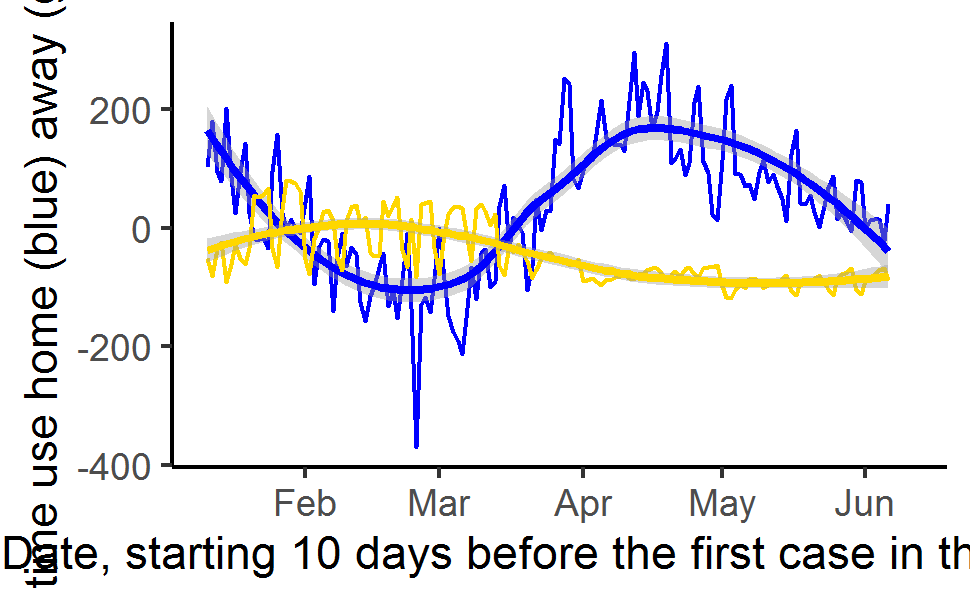 time use home (blue) away (
200
0
-200
-400
Feb Mar Apr May Jun
Date, starting 10 days before the first case in th